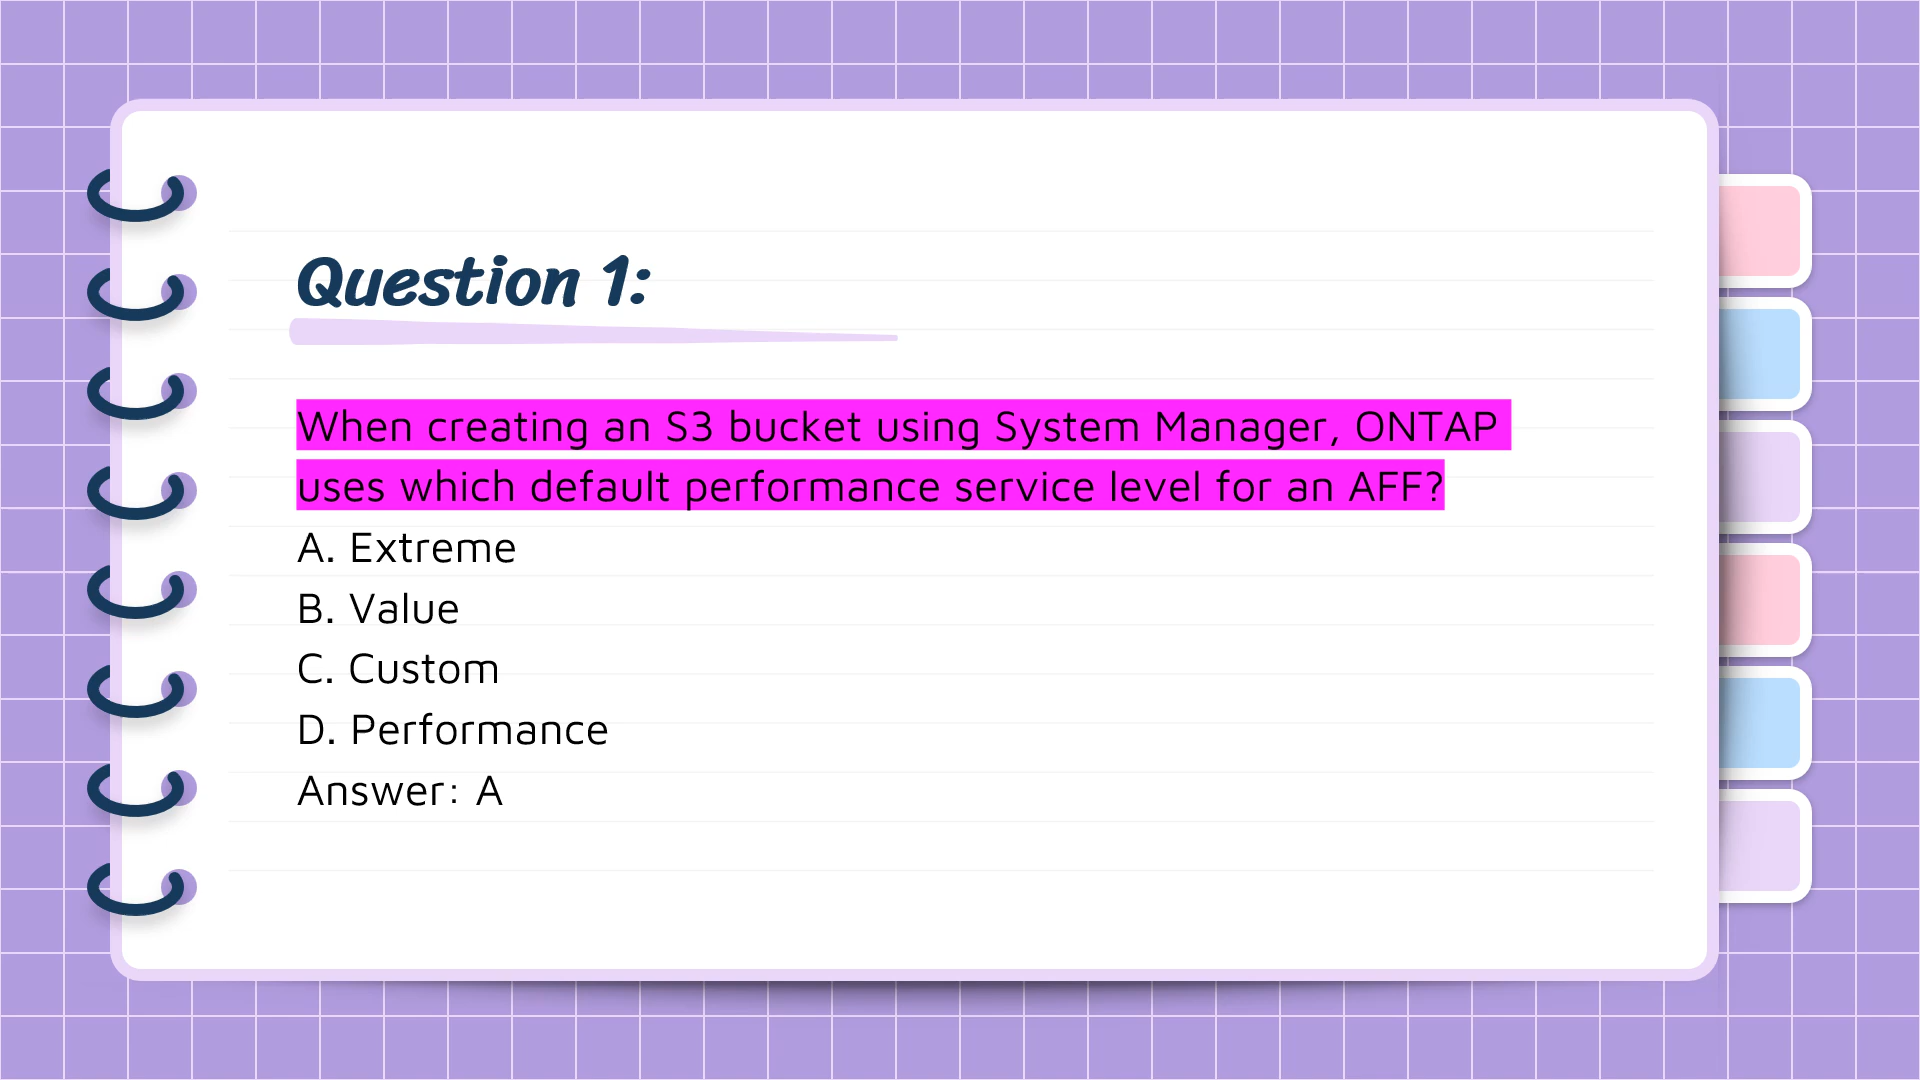 Question 1:
When creating an S3 bucket using System Manager, ONTAP
uses which default performance service level for an AFF?
A. Extreme
B. Value
C. Custom
D. Performance
Answer: A